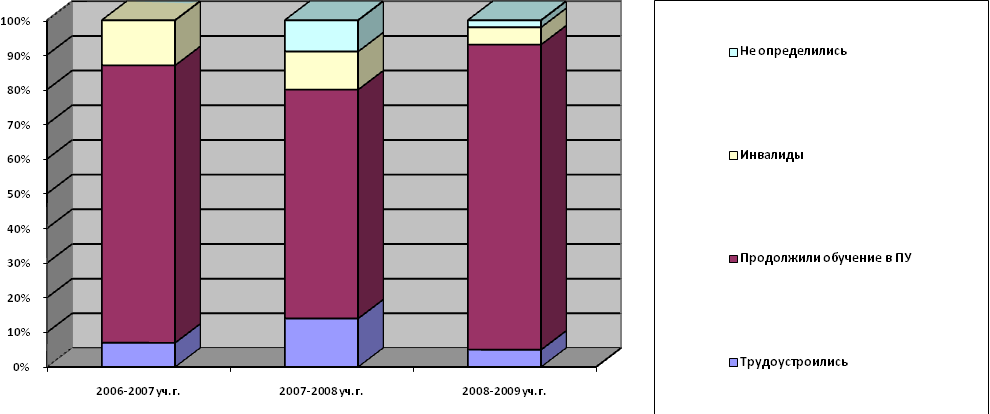 100%
90%
80%
70%
60%
50%
40%
30%
20%
10%
0%
2006-2007 уч. г.
2007-2008 уч. г.
2008-2009 уч. г.
Не определились
Инвалиды
Продолжили обучение в ПУ
Трудоустроились